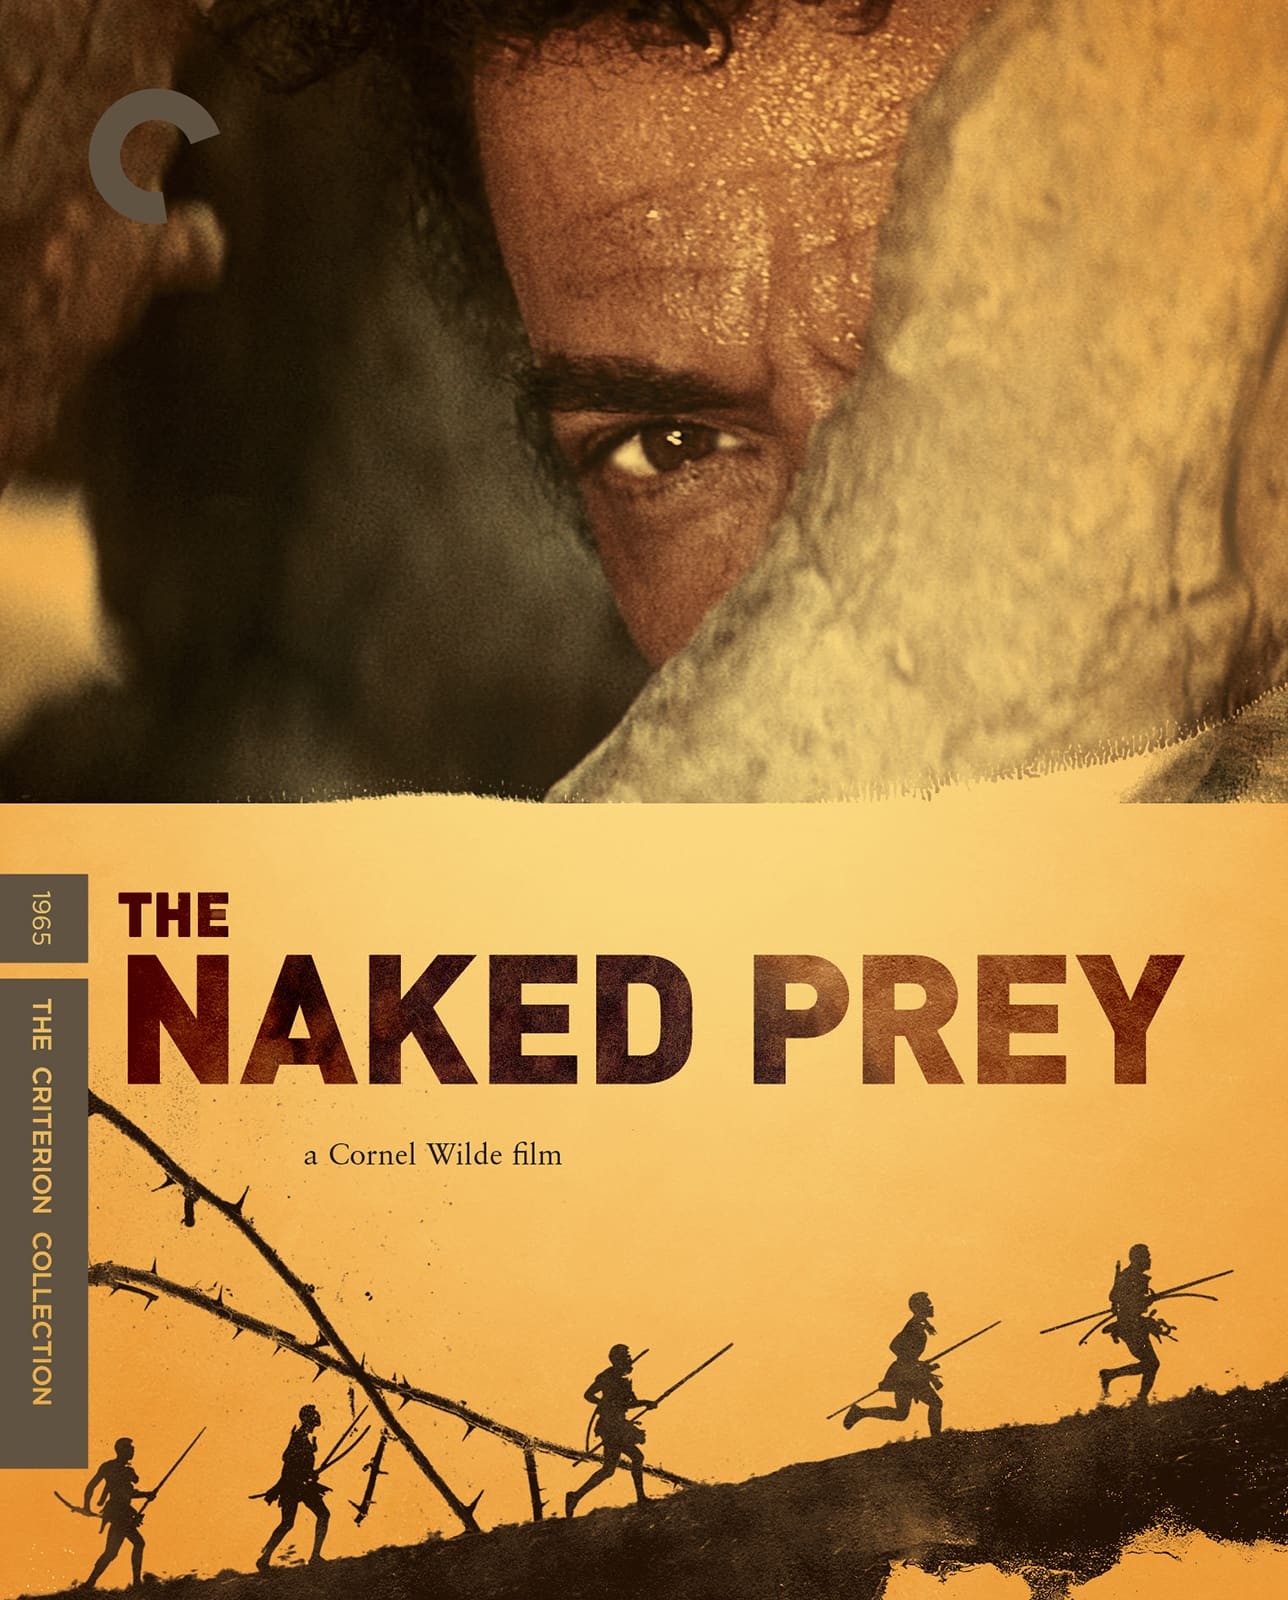 1965
THE CRITERION COLLECTION
THE
NAKED PREY
a Cornel Wilde film